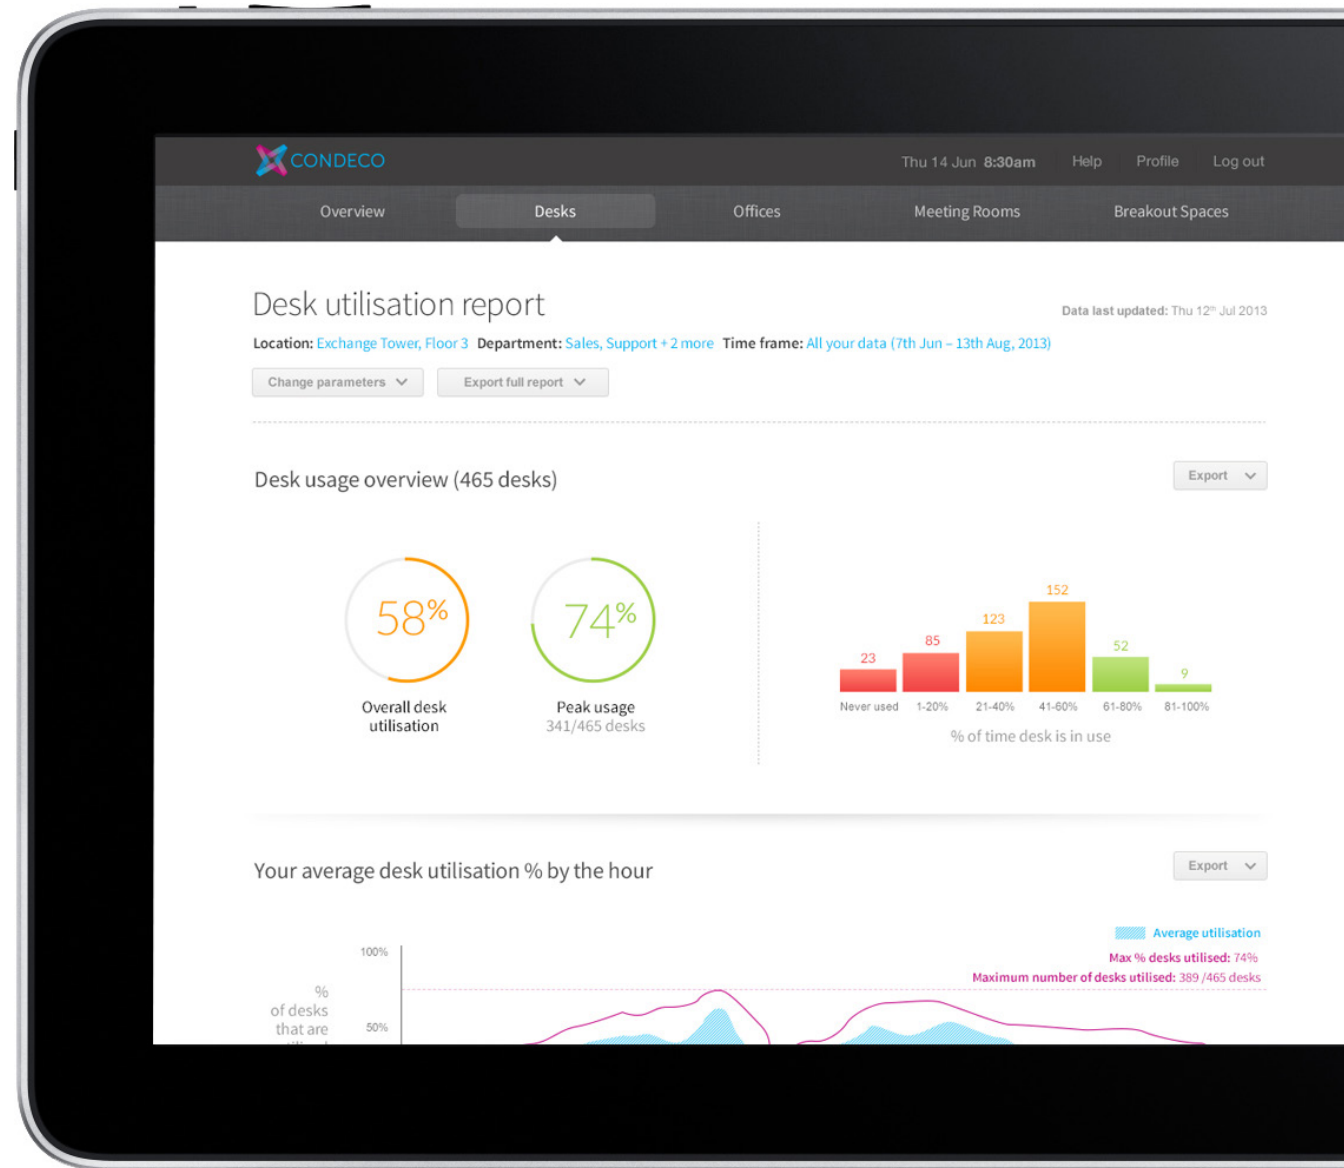 CONDECO
Thu 14 Jun 8:30am Help Profile Log out
Overview Desks Offices Meeting Rooms Breakout Spaces
Desk utilisation report
Data last updated: Thu 12th Jul 2013
Location: Exchange Tower, Floor 3 Department: Sales, Support + 2 more Time frame: All your data (7th Jun – 13th Aug, 2013)
Change parameters Export full report
Desk usage overview (465 desks)
Export
58%
Overall desk
utilisation
74%
Peak usage
341/465 desks
23 85 123 152 52 9
Never used 1-20% 21-40% 41-60% 61-80% 81-100%
% of time desk is in use
Your average desk utilisation % by the hour
Export
Average utilisation
Max % desks utilised: 74%
Maximum number of desks utilised: 389 /465 desks
100%
%
of desks
that are
50%